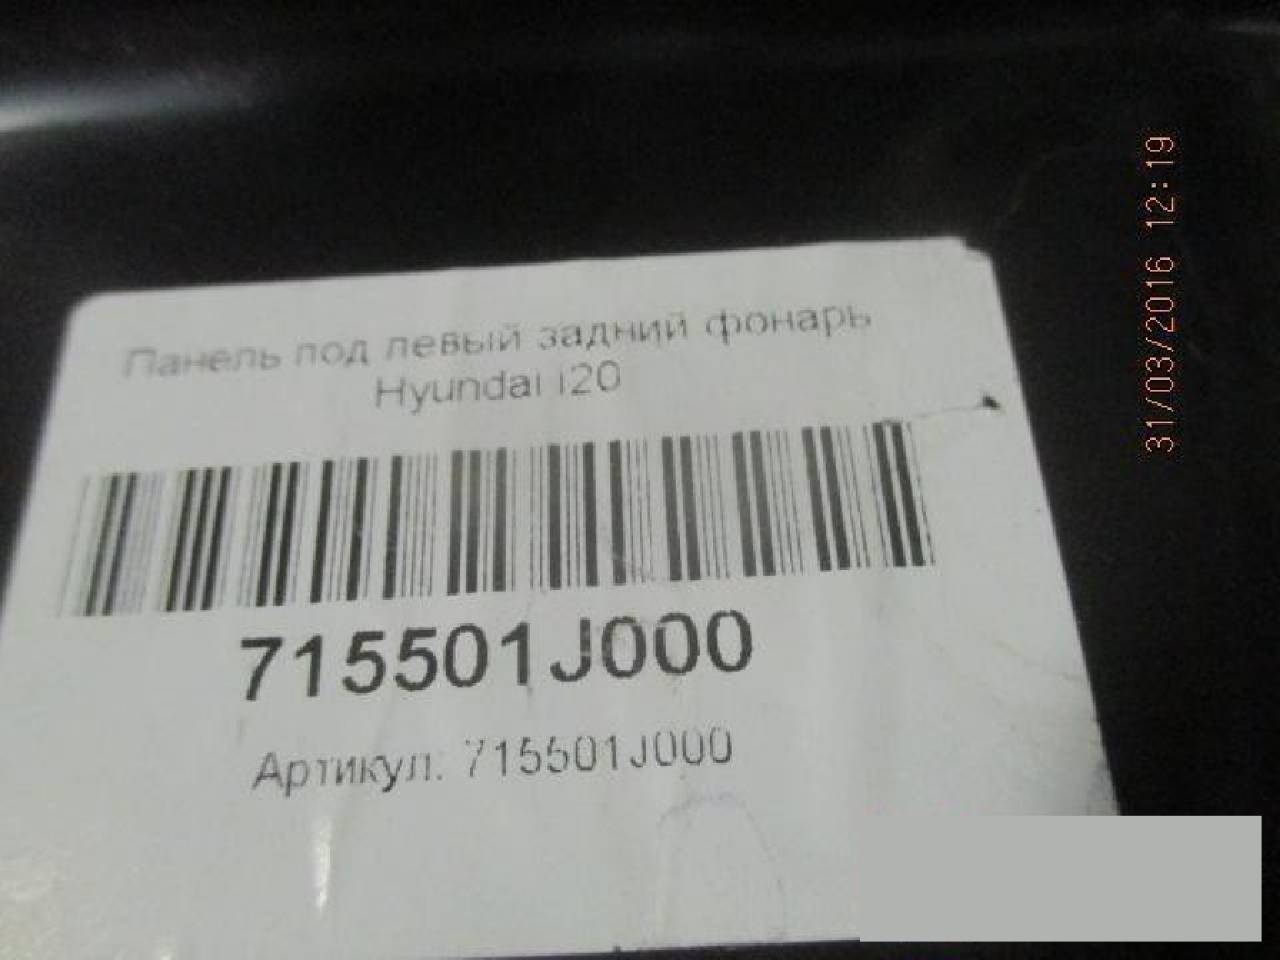 Панель под левый задний фонарь
Hyundai i20
715501J000
Артикул: 715501J000
31/03/2016 12:19